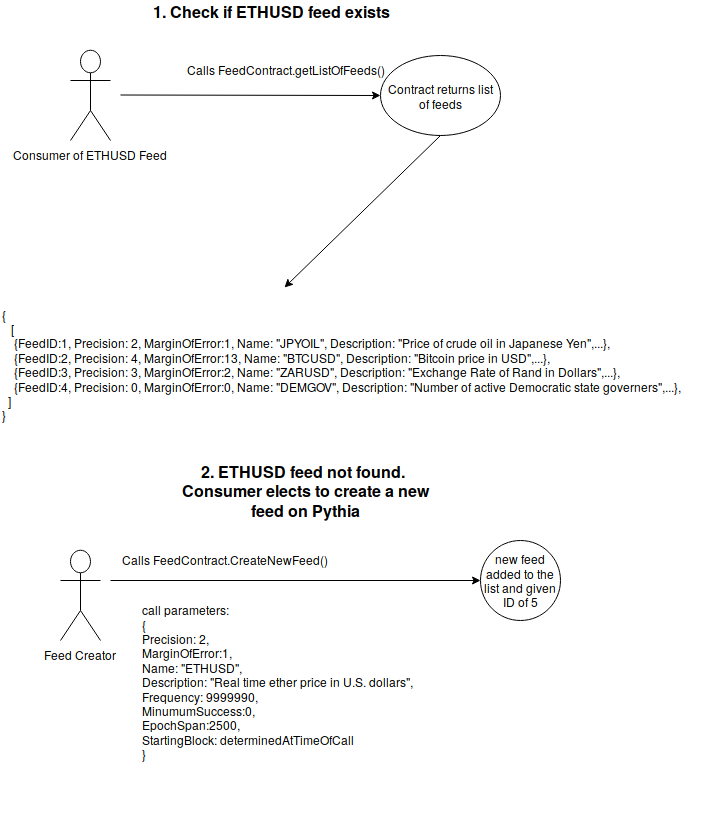 1. Check if ETHUSD feed exists
Calls FeedContract.getListOfFeeds()
Contract returns list
of feeds
Consumer of ETHUSD Feed
{
[
{FeedID:1, Precision: 2, MarginOfError:1, Name: "JPYOIL", Description: "Price of crude oil in Japanese Yen",...},
{FeedID:2, Precision: 4, MarginOfError:13, Name: "BTCUSD", Description: "Bitcoin price in USD",...},
{FeedID:3, Precision: 3, MarginOfError:2, Name: "ZARUSD", Description: "Exchange Rate of Rand in Dollars",...},
{FeedID:4, Precision: 0, MarginOfError:0, Name: "DEMGOV", Description: "Number of active Democratic state governers",...},
]
}
2. ETHUSD feed not found.
Consumer elects to create a new
feed on Pythia
Calls FeedContract.CreateNewFeed()
new feed
added to the
list and given
ID of 5
Feed Creator
call parameters:
{
Precision: 2,
MarginOfError:1,
Name: "ETHUSD",
Description: "Real time ether price in U.S. dollars",
Frequency: 9999990,
MinumumSuccess:0,
EpochSpan:2500,
StartingBlock: determinedAtTimeOfCall
}